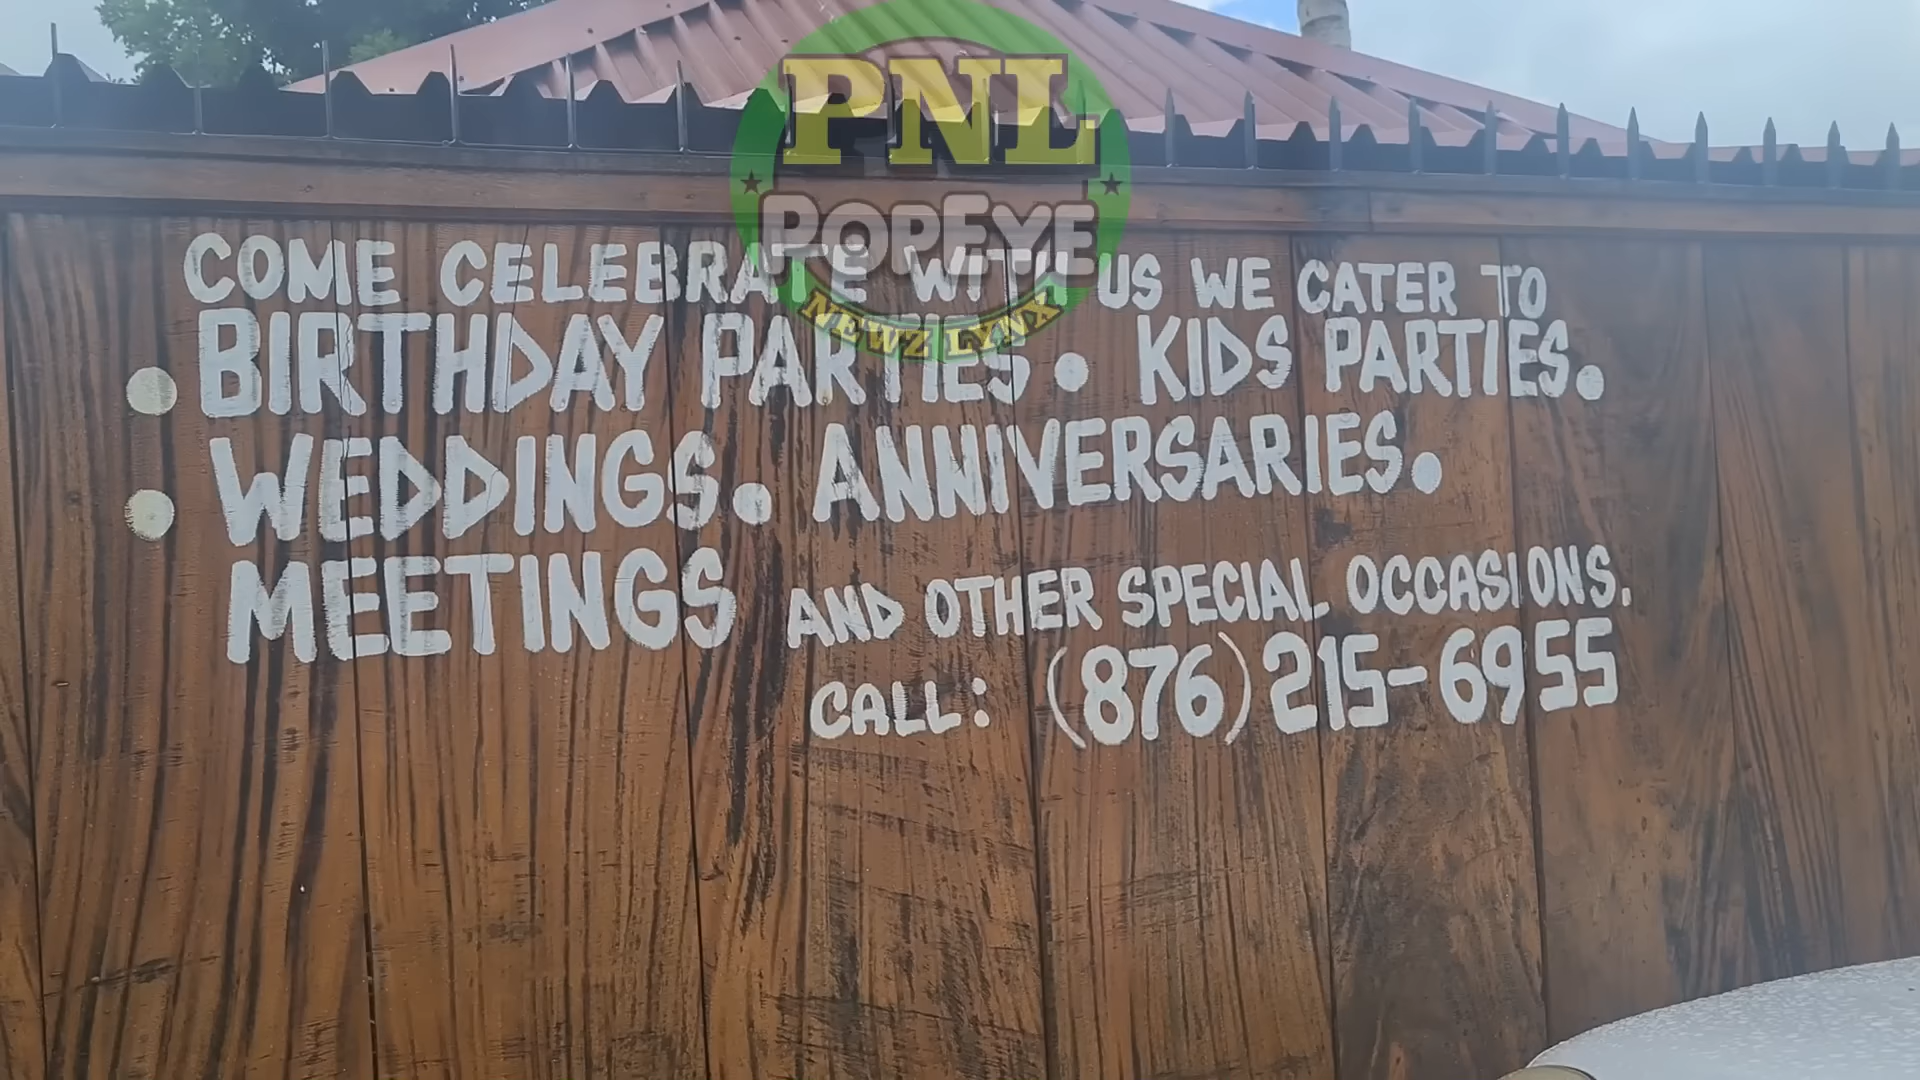 PNL
POPEYE
NEWZ LYNX
COME CELEBRATE WITH US WE CATER TO
• BIRTHDAY PARTIES • KIDS PARTIES. •
• WEDDINGS. • ANNIVERSARIES. •
MEETINGS AND OTHER SPECIAL OCCASIONS.
CALL: (876) 215-6955